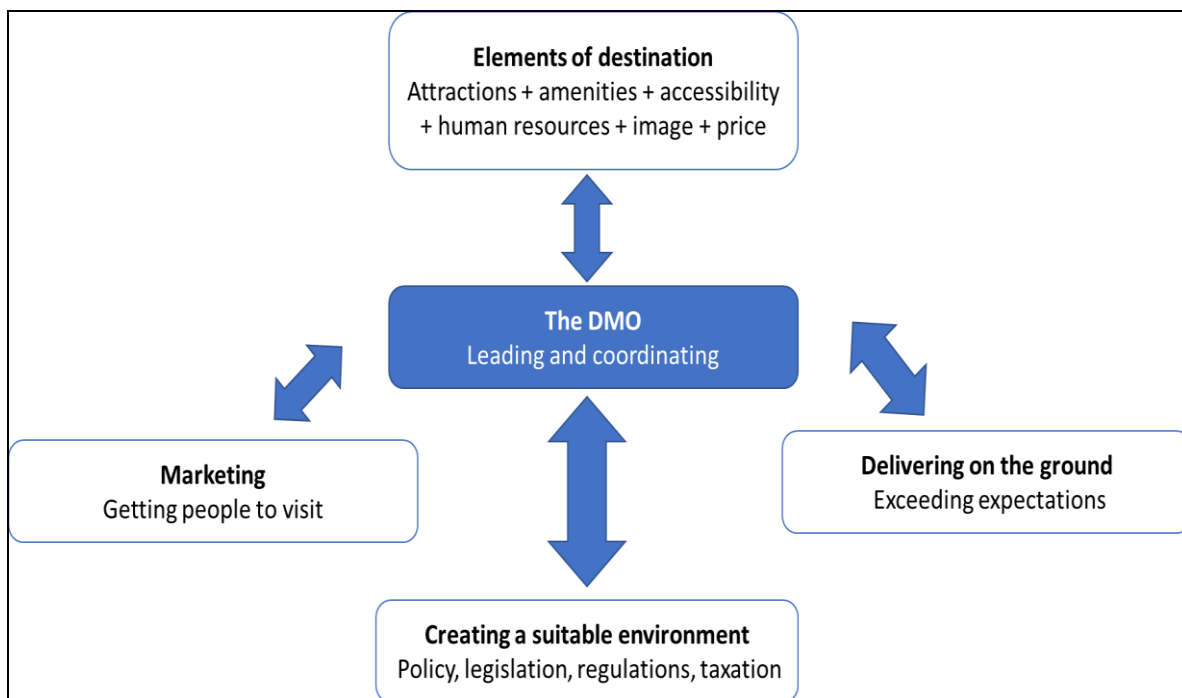 Elements of destination
Attractions + amenities + accessibility
+ human resources + image + price
The DMO
Leading and coordinating
Marketing
Getting people to visit
Delivering on the ground
Exceeding expectations
Creating a suitable environment
Policy, legislation, regulations, taxation